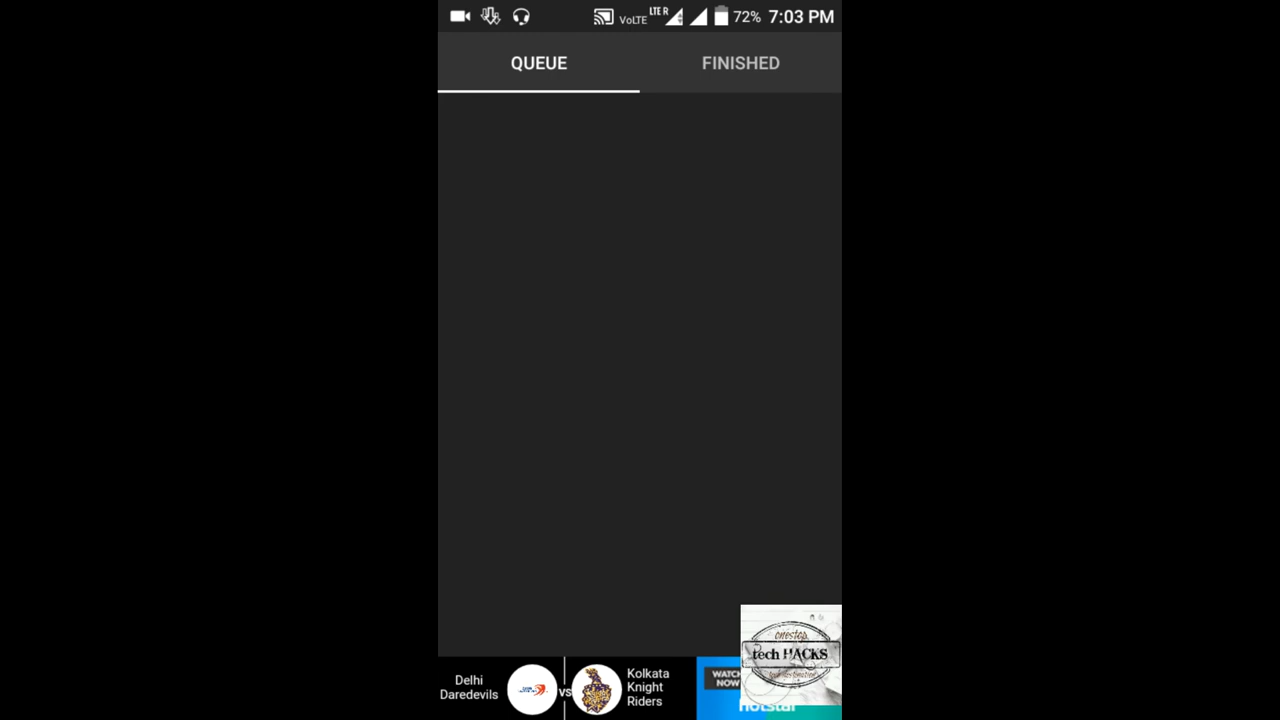 VoLTE LTE R 72% 7:03 PM
QUEUE FINISHED
onestop
tech HACKS
Delhi
Daredevils
vs
Kolkata
Knight
Riders
WATCH
NOW
hotstar